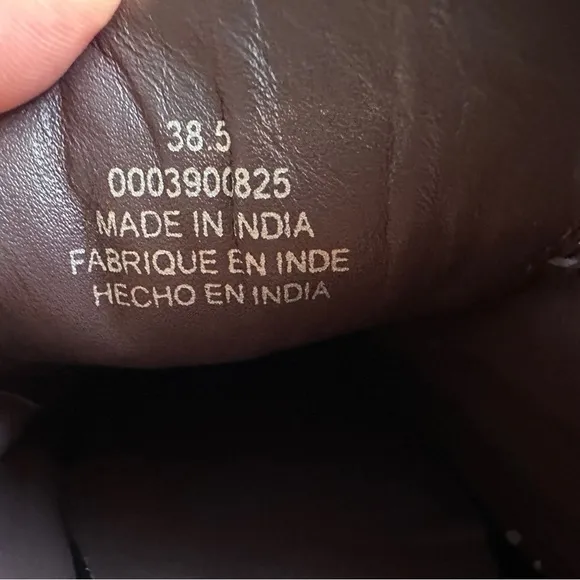 38.5
0003900825
MADE IN INDIA
FABRIQUE EN INDE
HECHO EN INDIA